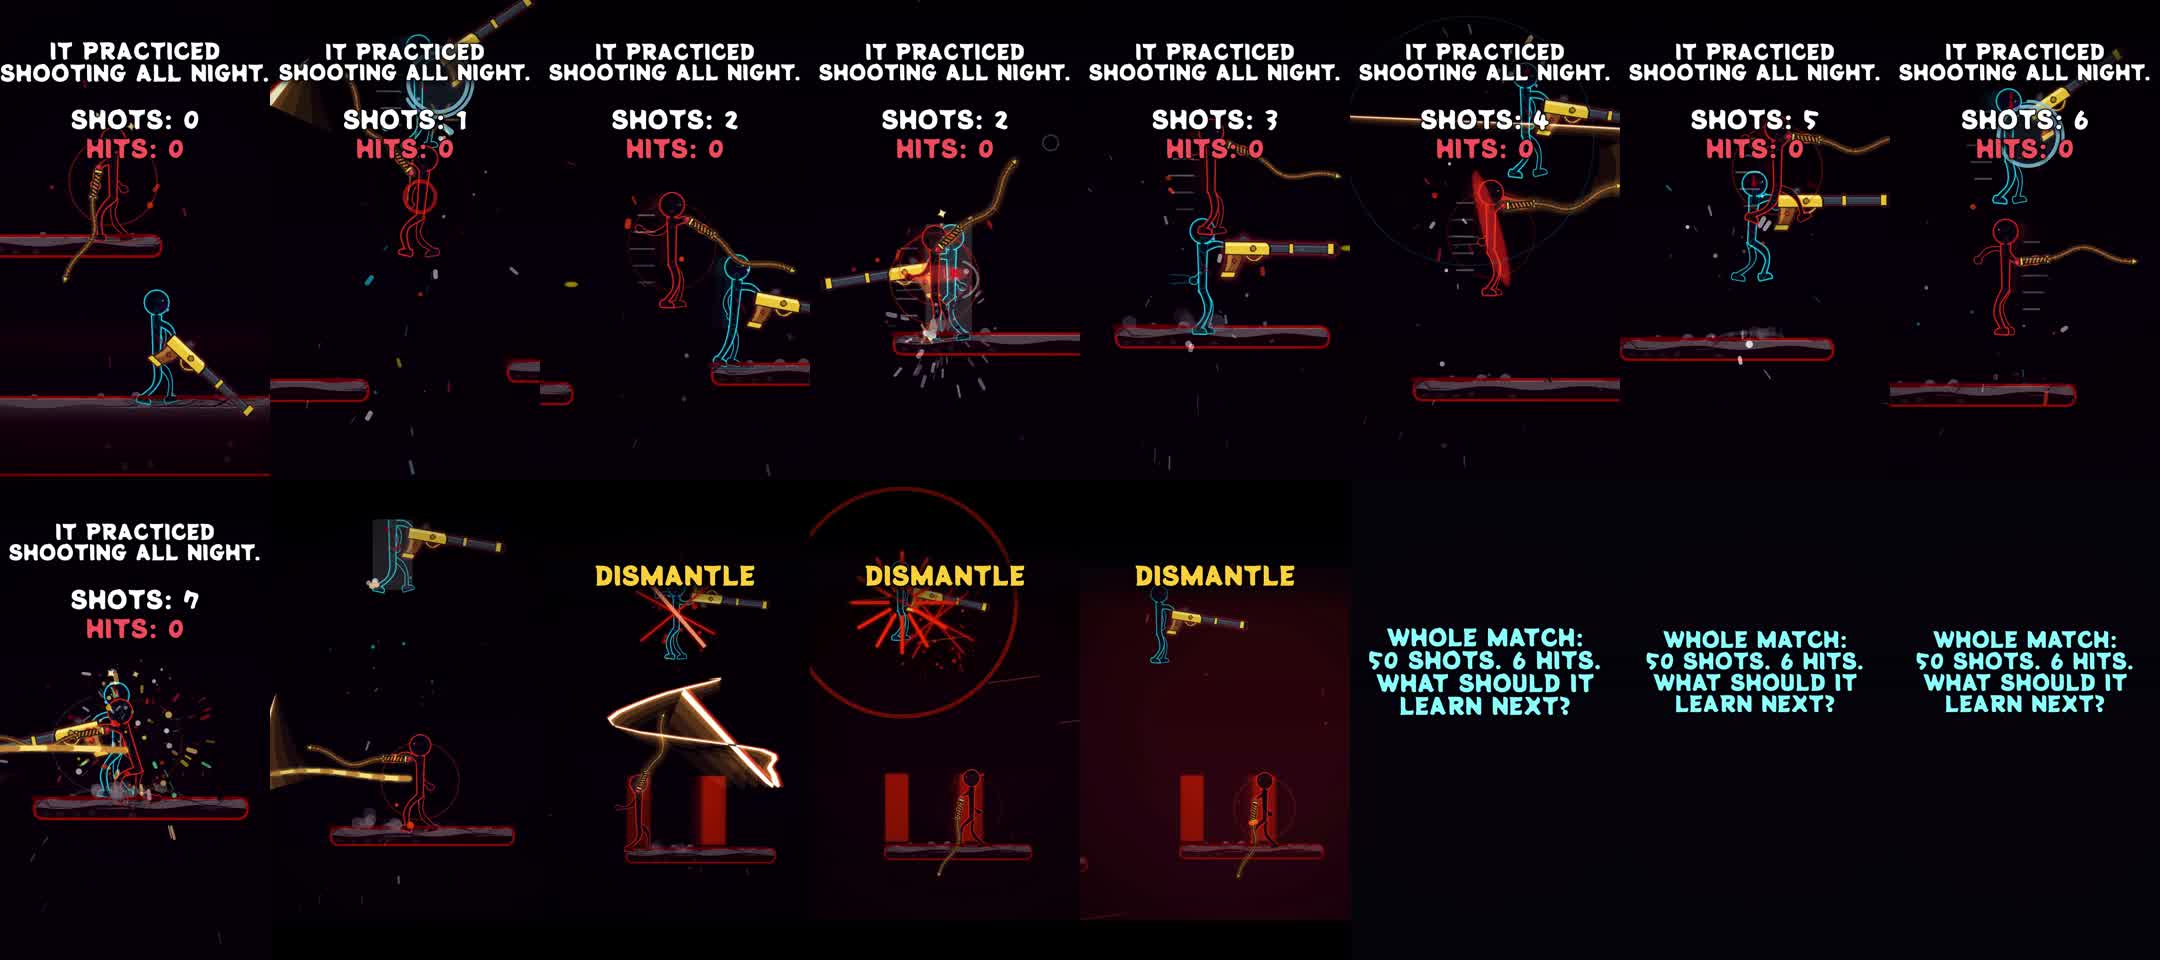 IT PRACTICED
SHOOTING ALL NIGHT.
SHOTS: 0
HITS: 0
IT PRACTICED
SHOOTING ALL NIGHT.
SHOTS: 1
HITS: 0
IT PRACTICED
SHOOTING ALL NIGHT.
SHOTS: 2
HITS: 0
IT PRACTICED
SHOOTING ALL NIGHT.
SHOTS: 2
HITS: 0
IT PRACTICED
SHOOTING ALL NIGHT.
SHOTS: 3
HITS: 0
IT PRACTICED
SHOOTING ALL NIGHT.
SHOTS: 4
HITS: 0
IT PRACTICED
SHOOTING ALL NIGHT.
SHOTS: 5
HITS: 0
IT PRACTICED
SHOOTING ALL NIGHT.
SHOTS: 6
HITS: 0
IT PRACTICED
SHOOTING ALL NIGHT.
SHOTS: 7
HITS: 0
DISMANTLE
DISMANTLE
DISMANTLE
WHOLE MATCH:
50 SHOTS. 6 HITS.
WHAT SHOULD IT
LEARN NEXT?
WHOLE MATCH:
50 SHOTS. 6 HITS.
WHAT SHOULD IT
LEARN NEXT?
WHOLE MATCH:
50 SHOTS. 6 HITS.
WHAT SHOULD IT
LEARN NEXT?